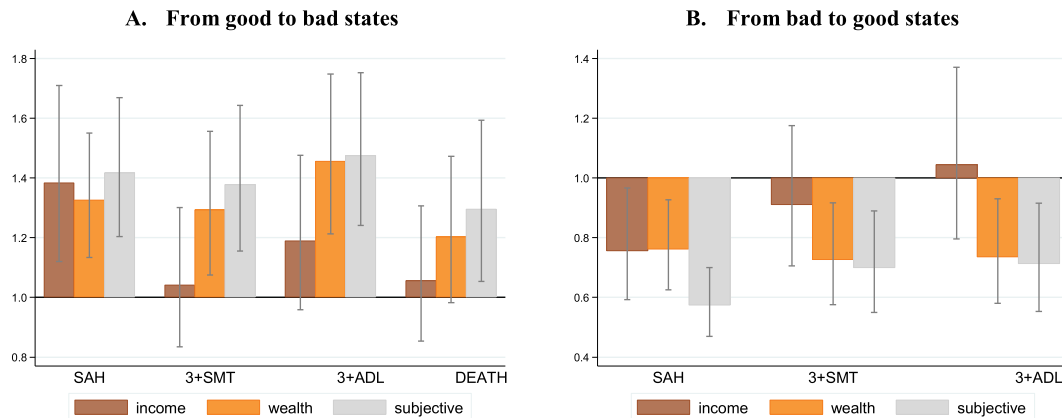 A. From good to bad states
1.8
1.6
1.4
1.2
1.0
0.8
SAH 3+SMT 3+ADL DEATH
income wealth subjective
B. From bad to good states
1.4
1.2
1.0
0.8
0.6
0.4
SAH 3+SMT 3+ADL
income wealth subjective